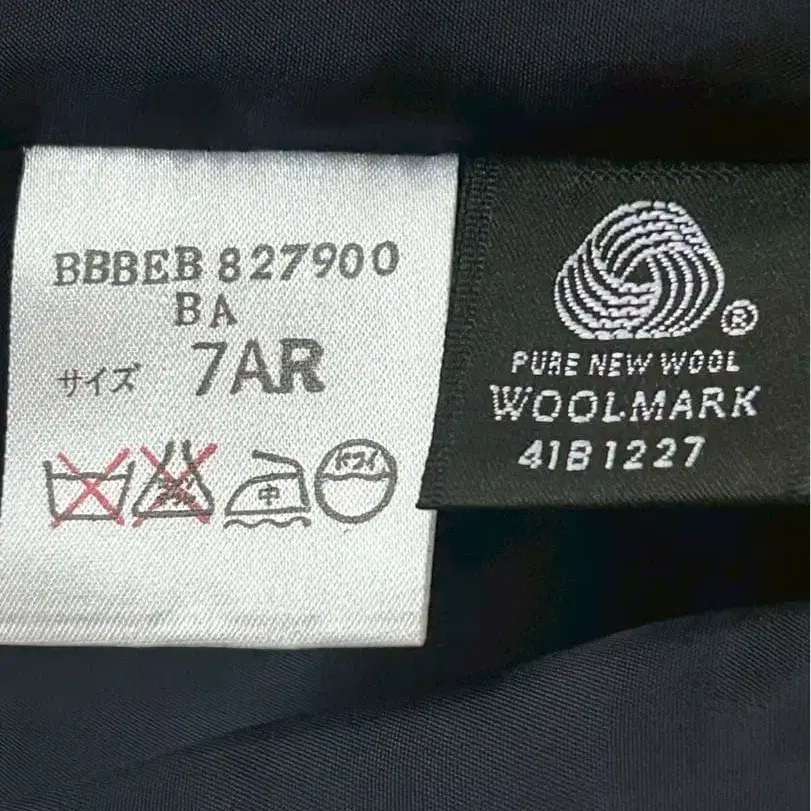 BBBEB 827900
BA
サイズ 7AR
中
ドライ
®
PURE NEW WOOL
WOOLMARK
41B1227